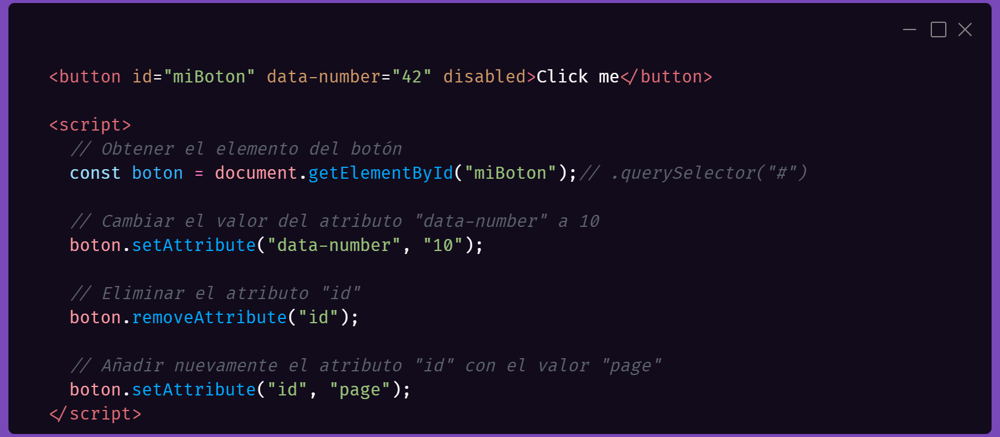 <button id="miBoton" data-number="42" disabled>Click me</button>
<script>
// Obtener el elemento del botón
const boton = document.getElementById("miBoton");// .querySelector("#")
// Cambiar el valor del atributo "data-number" a 10
boton.setAttribute("data-number", "10");
// Eliminar el atributo "id"
boton.removeAttribute("id");
// Añadir nuevamente el atributo "id" con el valor "page"
boton.setAttribute("id", "page");
</script>